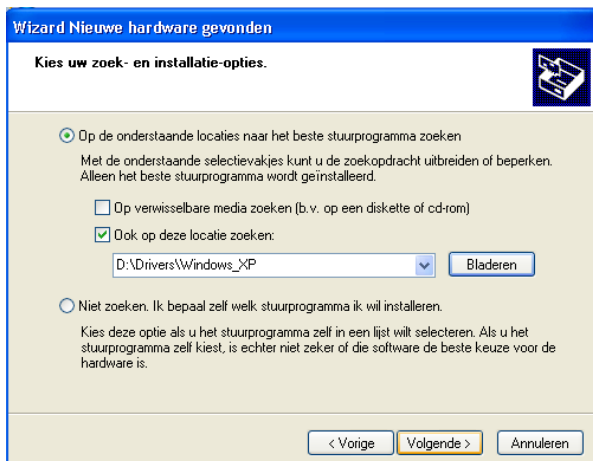 Wizard Nieuwe hardware gevonden
Kies uw zoek- en installatie-opties.
Op de onderstaande locaties naar het beste stuurprogramma zoeken
Met de onderstaande selectievakjes kunt u de zoekopdracht uitbreiden of beperken.
Alleen het beste stuurprogramma wordt geïnstalleerd.
Op verwisselbare media zoeken (b.v. op een diskette of cd-rom)
Ook op deze locatie zoeken:
D:\Drivers\Windows_XP
Bladeren
Niet zoeken. Ik bepaal zelf welk stuurprogramma ik wil installeren.
Kies deze optie als u het stuurprogramma zelf in een lijst wilt selecteren. Als u het
stuurprogramma zelf kiest, is echter niet zeker of die software de beste keuze voor de
hardware is.
< Vorige
Volgende >
Annuleren